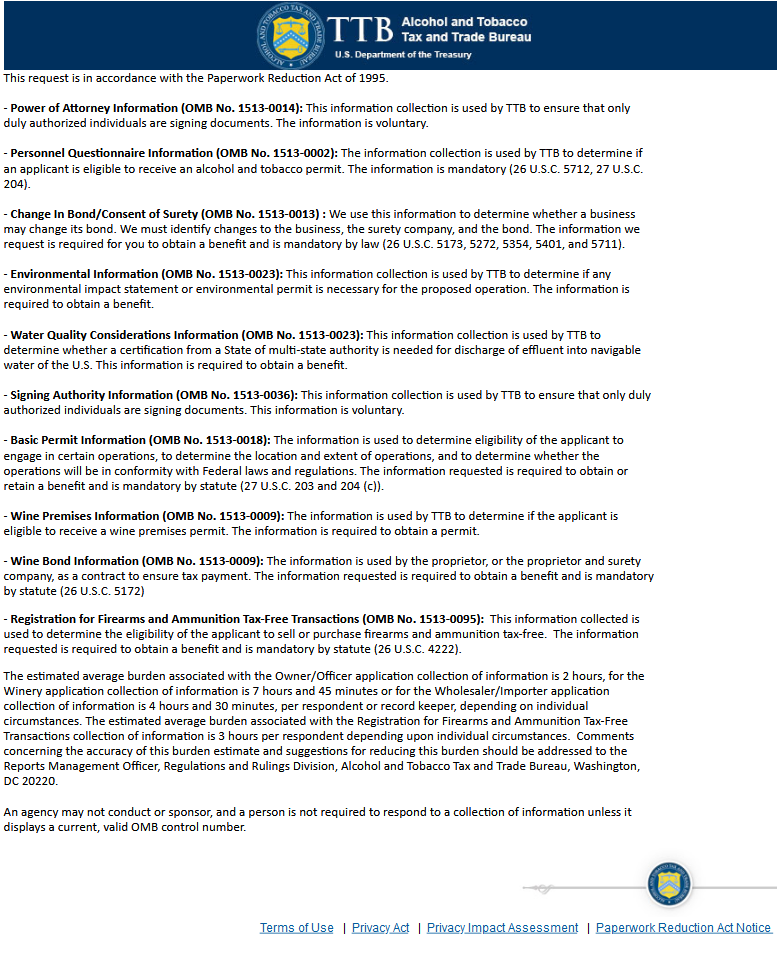 TTB Alcohol and Tobacco
Tax and Trade Bureau
U.S. Department of the Treasury
This request is in accordance with the Paperwork Reduction Act of 1995.
- Power of Attorney Information (OMB No. 1513-0014): This information collection is used by TTB to ensure that only
duly authorized individuals are signing documents. The information is voluntary.
- Personnel Questionnaire Information (OMB No. 1513-0002): The information collection is used by TTB to determine if
an applicant is eligible to receive an alcohol and tobacco permit. The information is mandatory (26 U.S.C. 5712, 27 U.S.C.
204).
- Change In Bond/Consent of Surety (OMB No. 1513-0013) : We use this information to determine whether a business
may change its bond. We must identify changes to the business, the surety company, and the bond. The information we
request is required for you to obtain a benefit and is mandatory by law (26 U.S.C. 5173, 5272, 5354, 5401, and 5711).
- Environmental Information (OMB No. 1513-0023): This information collection is used by TTB to determine if any
environmental impact statement or environmental permit is necessary for the proposed operation. The information is
required to obtain a benefit.
- Water Quality Considerations Information (OMB No. 1513-0023): This information collection is used by TTB to
determine whether a certification from a State of multi-state authority is needed for discharge of effluent into navigable
water of the U.S. This information is required to obtain a benefit.
- Signing Authority Information (OMB No. 1513-0036): This information collection is used by TTB to ensure that only duly
authorized individuals are signing documents. This information is voluntary.
- Basic Permit Information (OMB No. 1513-0018): The information is used to determine eligibility of the applicant to
engage in certain operations, to determine the location and extent of operations, and to determine whether the
operations will be in conformity with Federal laws and regulations. The information requested is required to obtain or
retain a benefit and is mandatory by statute (27 U.S.C. 203 and 204 (c)).
- Wine Premises Information (OMB No. 1513-0009): The information is used by TTB to determine if the applicant is
eligible to receive a wine premises permit. The information is required to obtain a permit.
- Wine Bond Information (OMB No. 1513-0009): The information is used by the proprietor, or the proprietor and surety
company, as a contract to ensure tax payment. The information requested is required to obtain a benefit and is mandatory
by statute (26 U.S.C. 5172)
- Registration for Firearms and Ammunition Tax-Free Transactions (OMB No. 1513-0095):  This information collected is
used to determine the eligibility of the applicant to sell or purchase firearms and ammunition tax-free.  The information
requested is required to obtain a benefit and is mandatory by statute (26 U.S.C. 4222).
The estimated average burden associated with the Owner/Officer application collection of information is 2 hours, for the
Winery application collection of information is 7 hours and 45 minutes or for the Wholesaler/Importer application
collection of information is 4 hours and 30 minutes, per respondent or record keeper, depending on individual
circumstances. The estimated average burden associated with the Registration for Firearms and Ammunition Tax-Free
Transactions collection of information is 3 hours per respondent depending upon individual circumstances.  Comments
concerning the accuracy of this burden estimate and suggestions for reducing this burden should be addressed to the
Reports Management Officer, Regulations and Rulings Division, Alcohol and Tobacco Tax and Trade Bureau, Washington,
DC 20220.
An agency may not conduct or sponsor, and a person is not required to respond to a collection of information unless it
displays a current, valid OMB control number.
Terms of Use | Privacy Act | Privacy Impact Assessment | Paperwork Reduction Act Notice